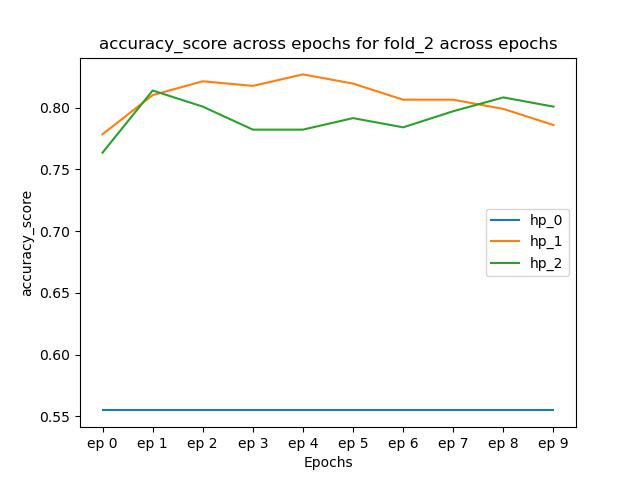 accuracy_score across epochs for fold_2 across epochs
accuracy_score
0.80
0.75
0.70
0.65
0.60
0.55
hp_0
hp_1
hp_2
ep 0 ep 1 ep 2 ep 3 ep 4 ep 5 ep 6 ep 7 ep 8 ep 9
Epochs